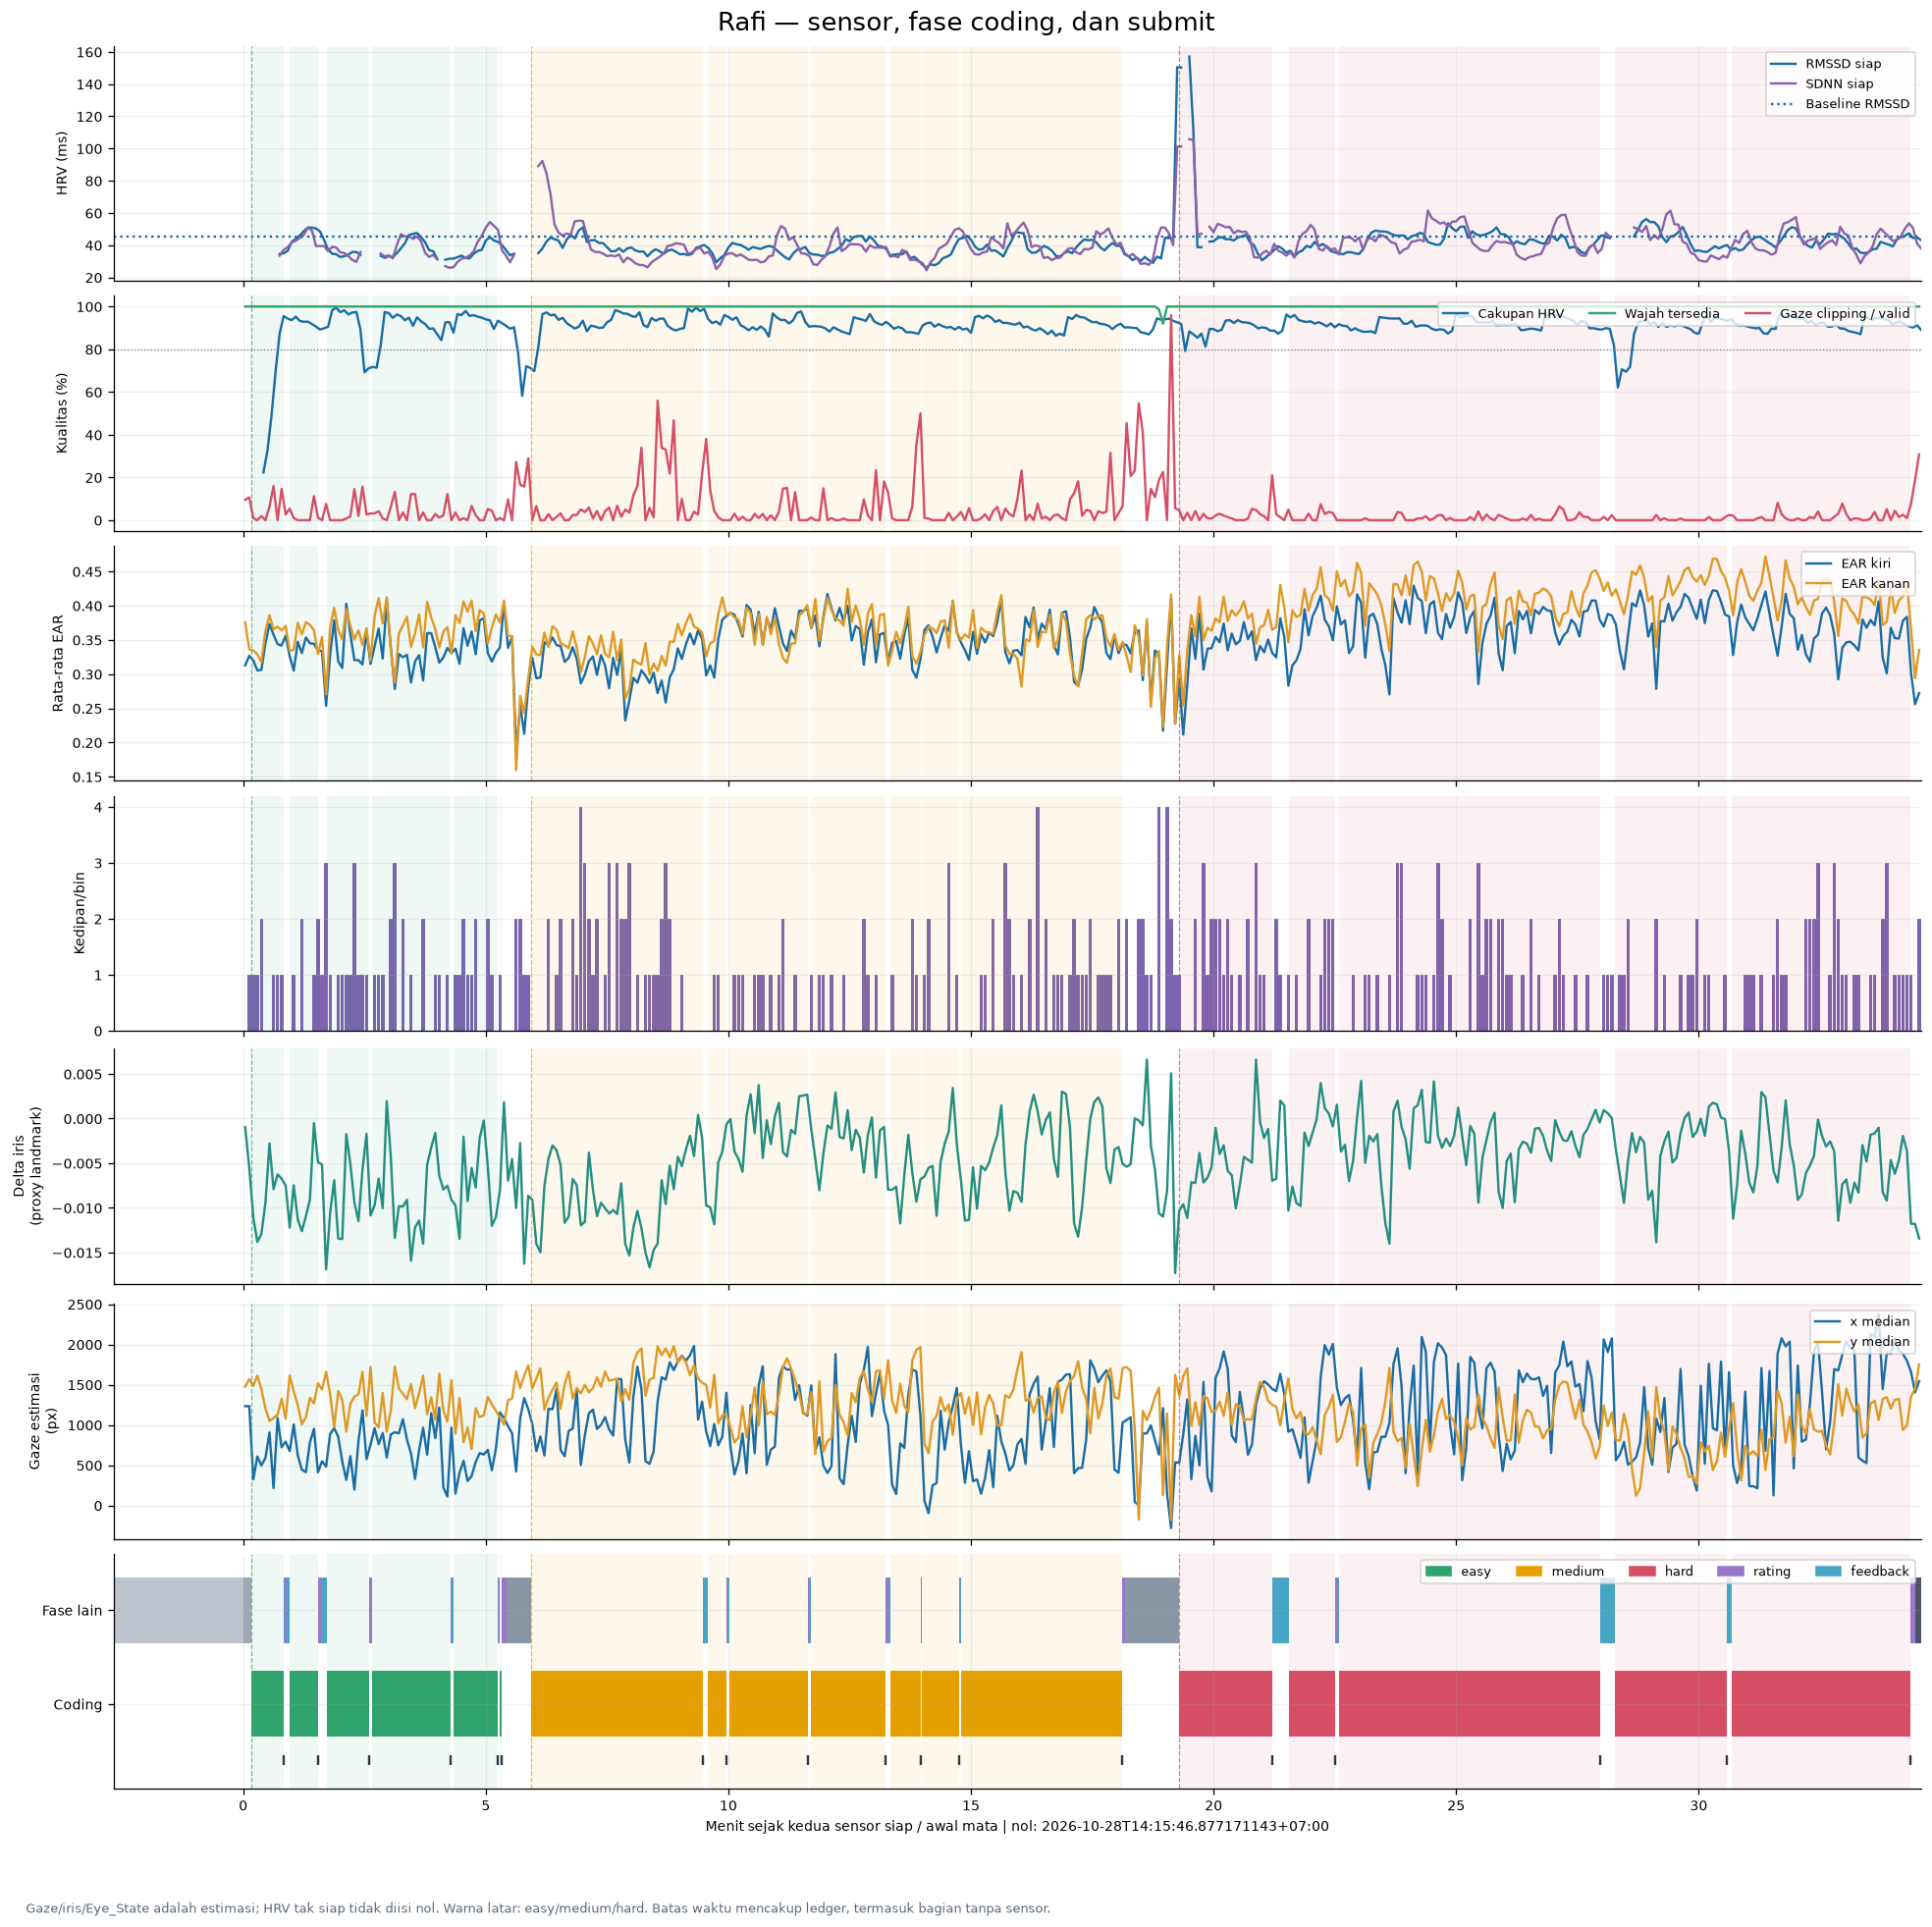 Rafi — sensor, fase coding, dan submit
HRV (ms)
160
140
120
100
80
60
40
20
RMSSD siap
SDNN siap
Baseline RMSSD
Kualitas (%)
100
80
60
40
20
0
Cakupan HRV
Wajah tersedia
Gaze clipping / valid
Rata-rata EAR
0.45
0.40
0.35
0.30
0.25
0.20
0.15
EAR kiri
EAR kanan
Kedipan/bin
4
3
2
1
0
Delta iris
(proxy landmark)
0.005
0.000
−0.005
−0.010
−0.015
Gaze estimasi
(px)
2500
2000
1500
1000
500
0
x median
y median
Fase lain
Coding
easy
medium
hard
rating
feedback
0
5
10
15
20
25
30
Menit sejak kedua sensor siap / awal mata | nol: 2026-10-28T14:15:46.877171143+07:00
Gaze/iris/Eye_State adalah estimasi; HRV tak siap tidak diisi nol. Warna latar: easy/medium/hard. Batas waktu mencakup ledger, termasuk bagian tanpa sensor.